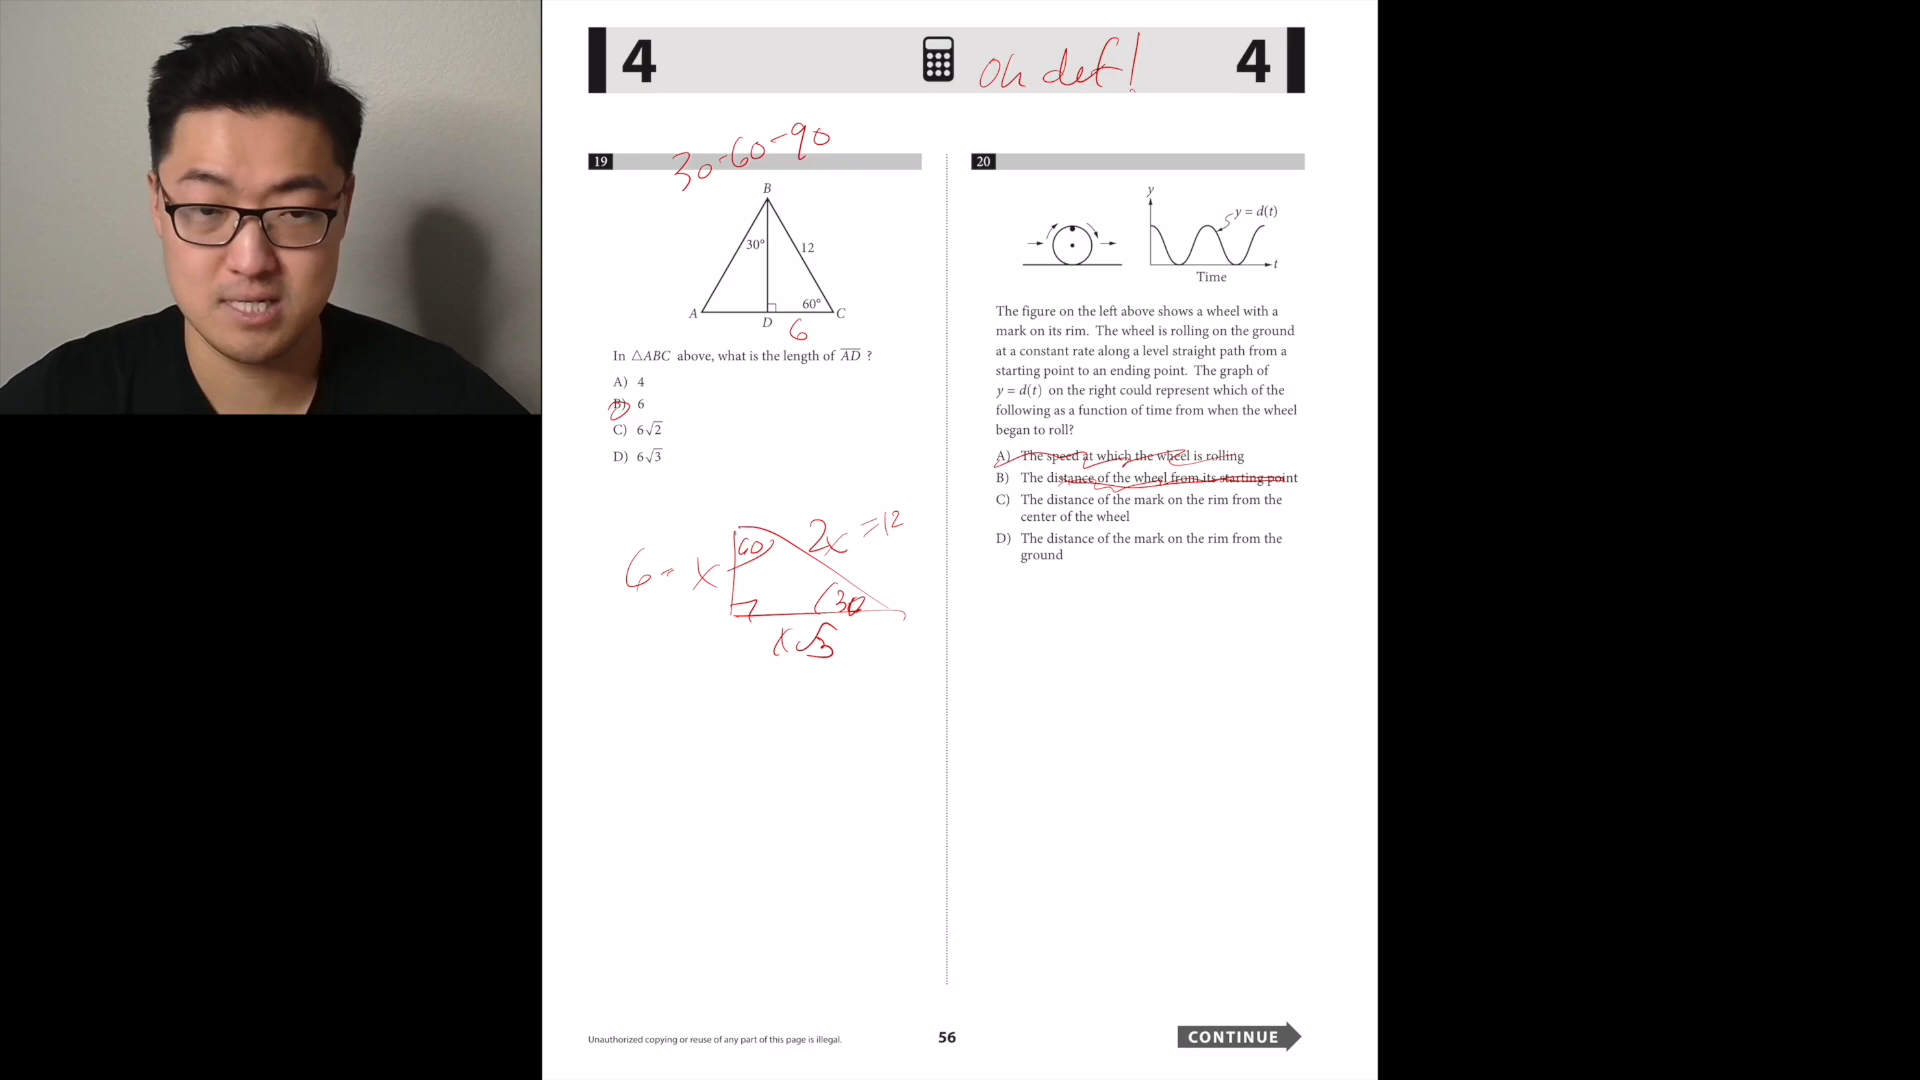 4
oh def!
4
30-60-90
19
B
30°
12
60°
A
D
C
6
In △ABC above, what is the length of A͞D ?
A) 4
B) 6
C) 6√2
D) 6√3
60
2x = 12
6 = x
30
x√3
20
y
y = d(t)
t
Time
The figure on the left above shows a wheel with a
mark on its rim. The wheel is rolling on the ground
at a constant rate along a level straight path from a
starting point to an ending point. The graph of
y = d(t) on the right could represent which of the
following as a function of time from when the wheel
began to roll?
A) The speed at which the wheel is rolling
B) The distance of the wheel from its starting point
C) The distance of the mark on the rim from the
center of the wheel
D) The distance of the mark on the rim from the
ground
Unauthorized copying or reuse of any part of this page is illegal.
56
CONTINUE